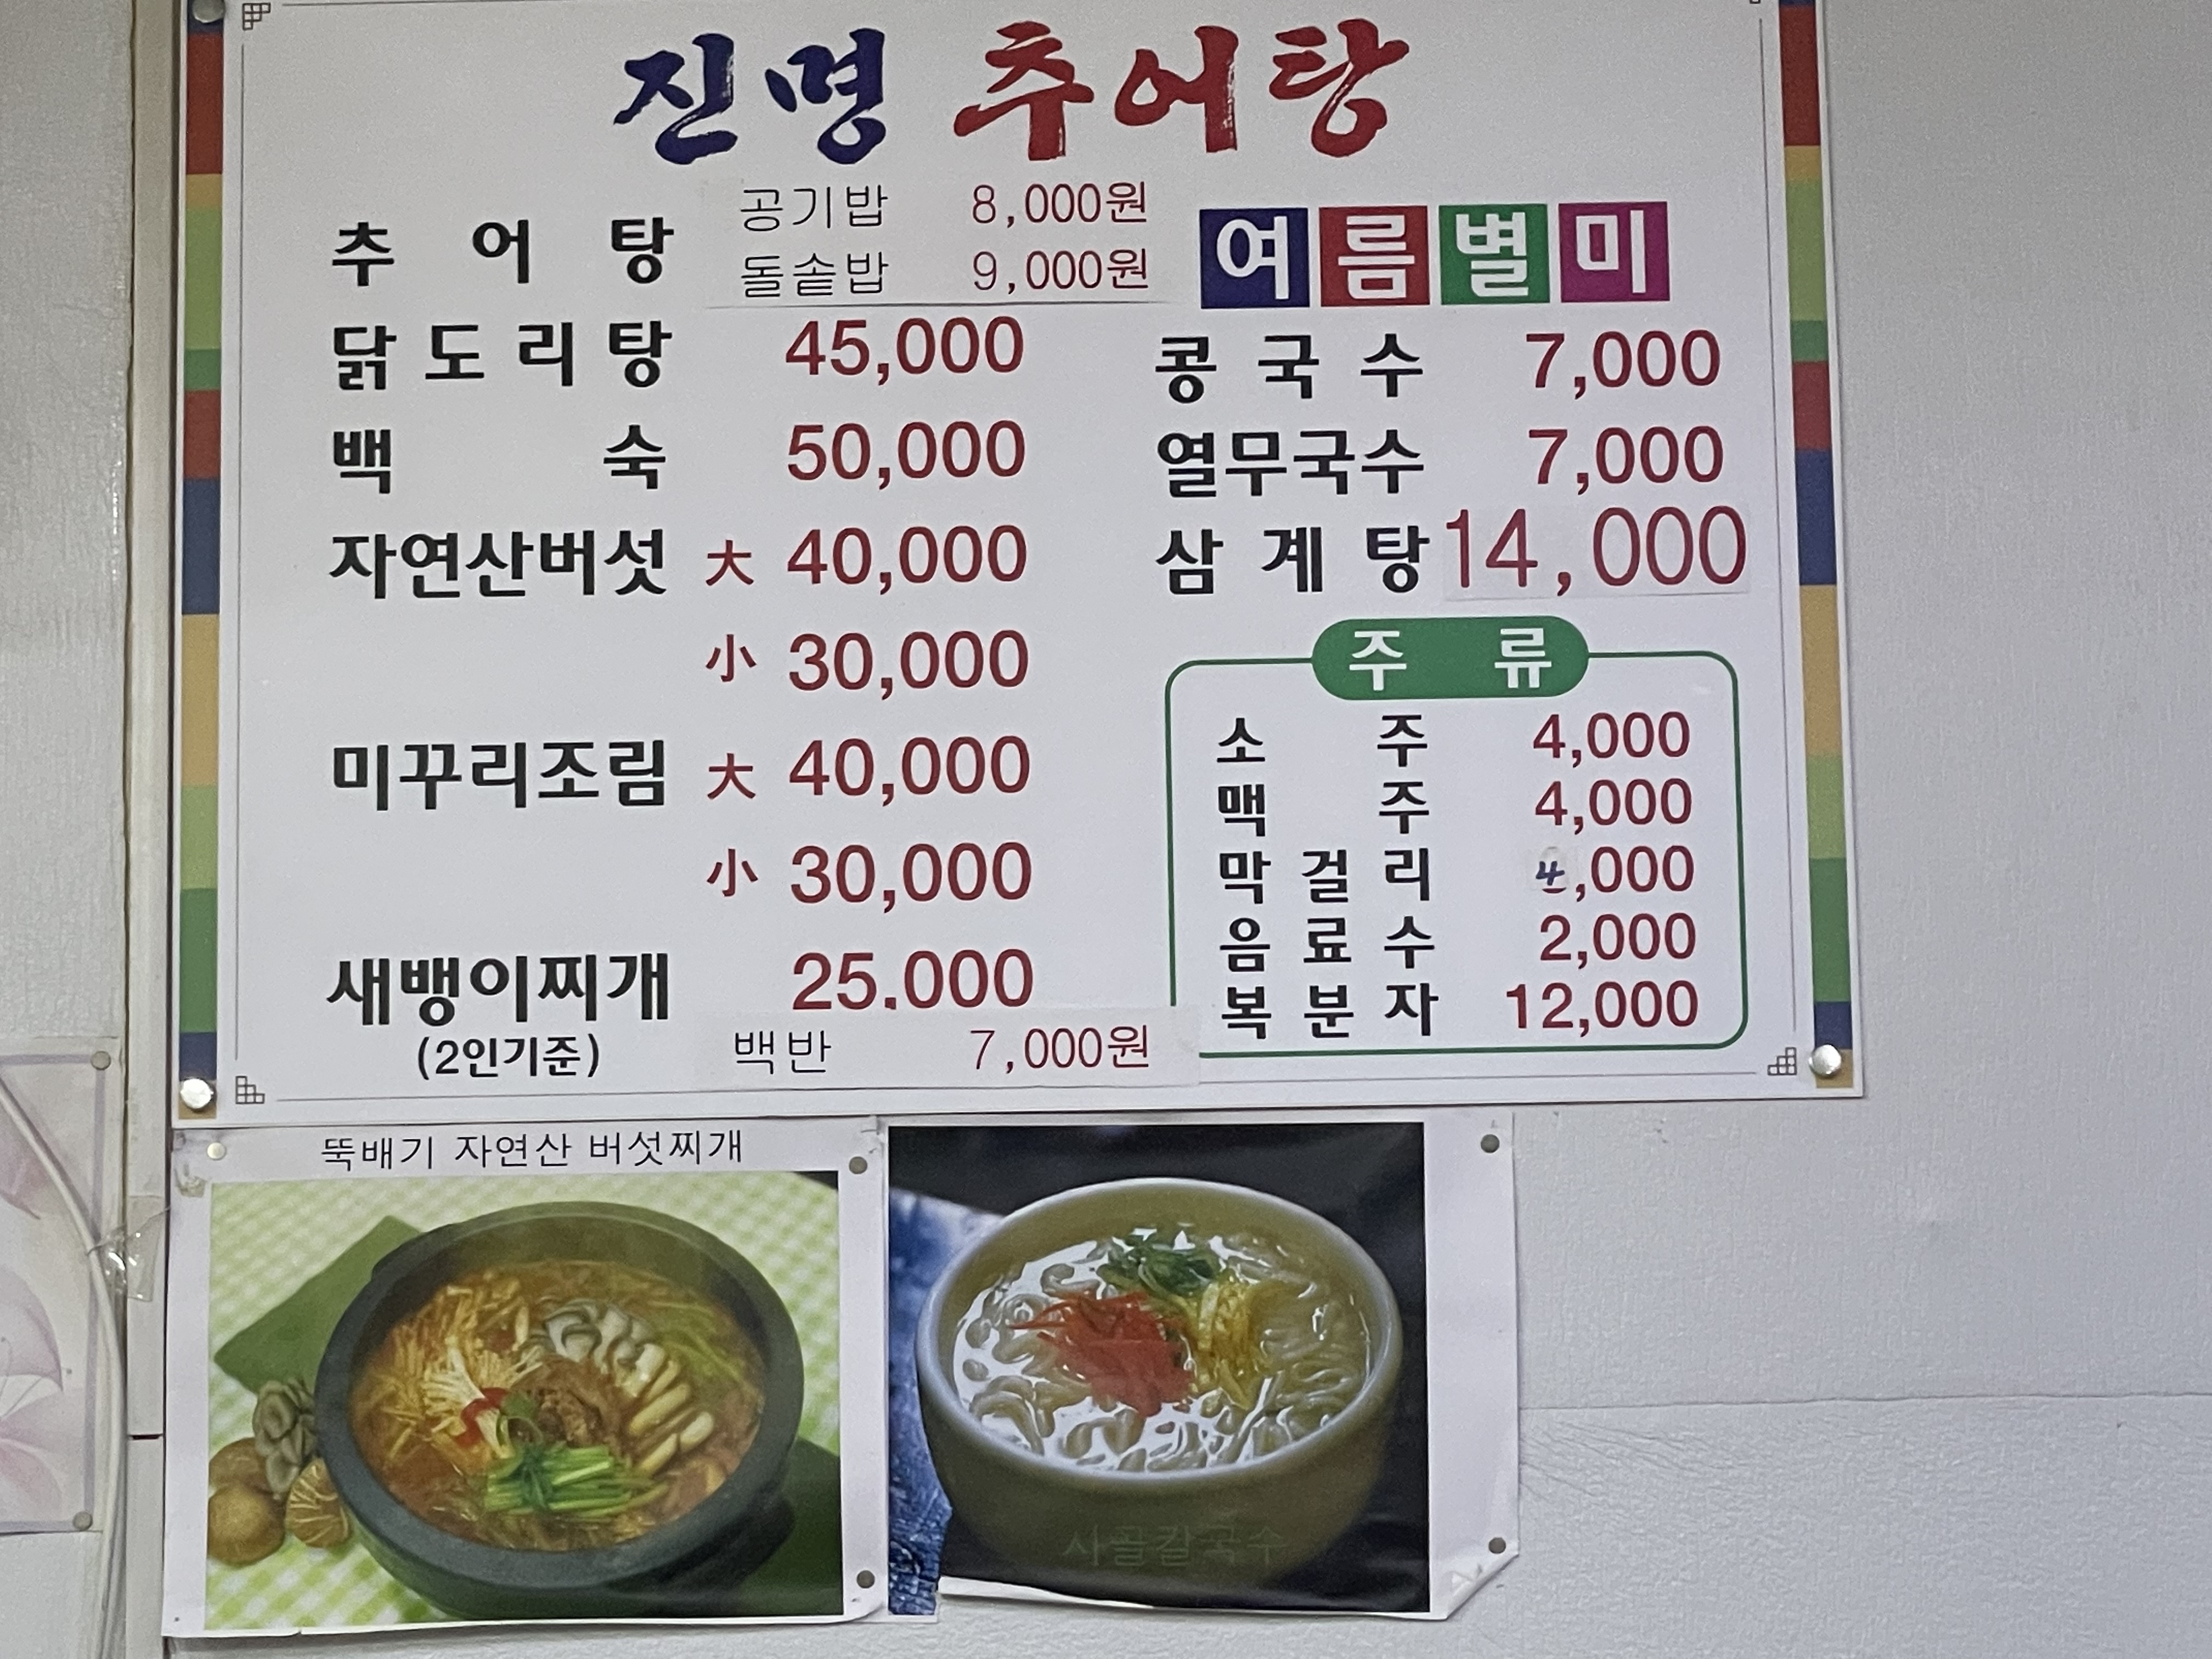 진명 추어탕
추어탕 공기밥 8,000원
돌솥밥 9,000원
닭도리탕 45,000
백숙 50,000
자연산버섯 大 40,000
小 30,000
미꾸리조림 大 40,000
小 30,000
새뱅이찌개 25,000
(2인기준)
백반 7,000원
여름별미
콩국수 7,000
열무국수 7,000
삼계탕 14,000
주류
소주 4,000
맥주 4,000
막걸리 4,000
음료수 2,000
복분자 12,000
뚝배기 자연산 버섯찌개
사골칼국수